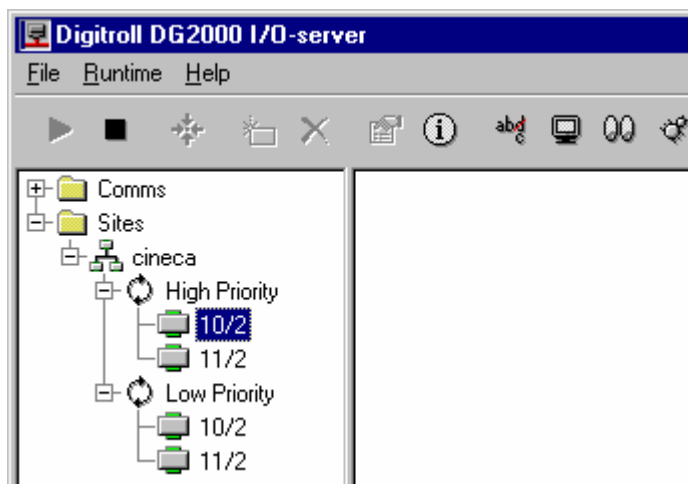 Digitroll DG2000 I/O-server
File Runtime Help
abc
Comms
Sites
cineca
High Priority
10/2
11/2
Low Priority
10/2
11/2